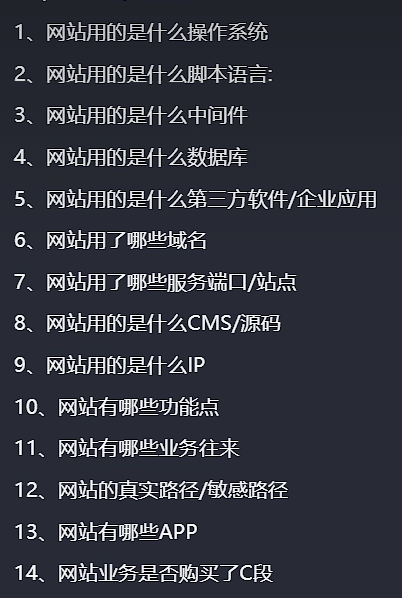 1、网站用的是什么操作系统
2、网站用的是什么脚本语言:
3、网站用的是什么中间件
4、网站用的是什么数据库
5、网站用的是什么第三方软件/企业应用
6、网站用了哪些域名
7、网站用了哪些服务端口/站点
8、网站用的是什么CMS/源码
9、网站用的是什么IP
10、网站有哪些功能点
11、网站有哪些业务往来
12、网站的真实路径/敏感路径
13、网站有哪些APP
14、网站业务是否购买了C段